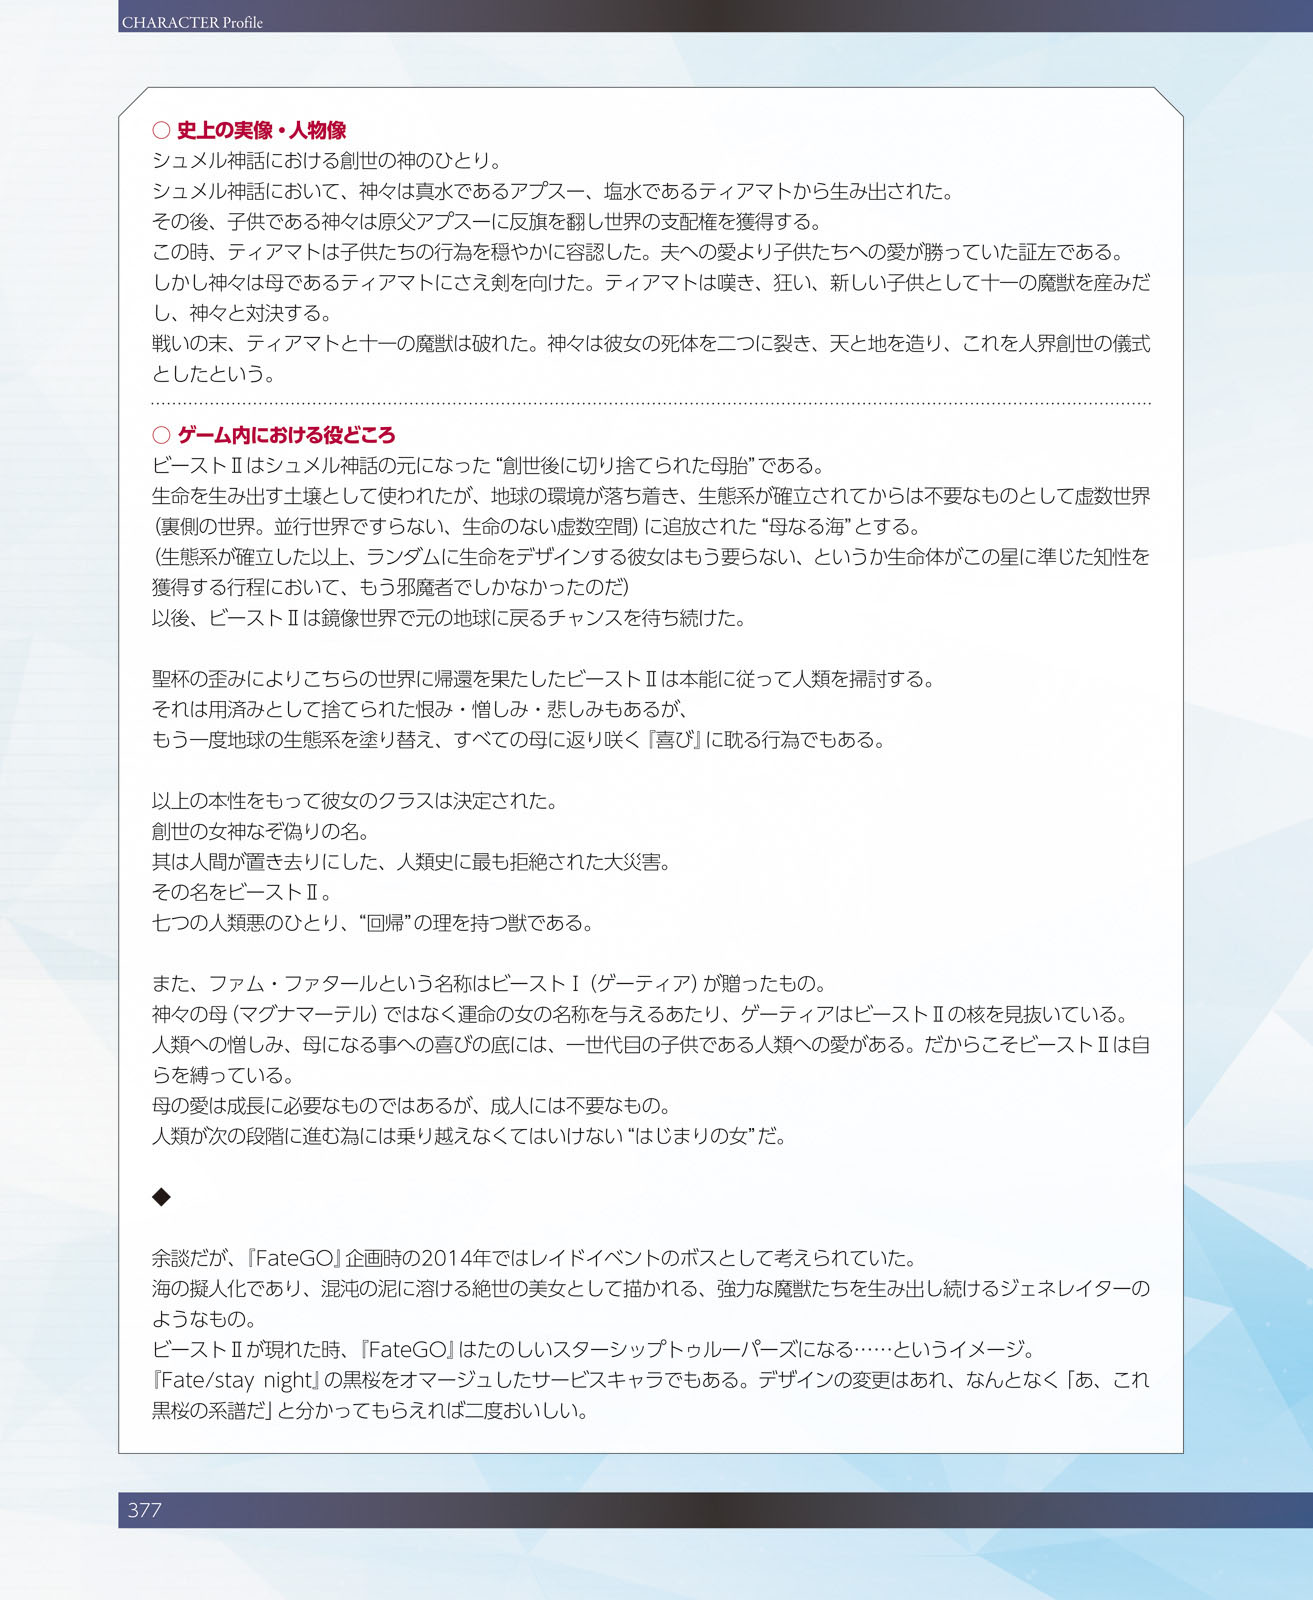 CHARACTER Profile
○ 史上の実像・人物像
シュメル神話における創世の神のひとり。
シュメル神話において、神々は真水であるアプスー、塩水であるティアマトから生み出された。
その後、子供である神々は原父アプスーに反旗を翻し世界の支配権を獲得する。
この時、ティアマトは子供たちの行為を穏やかに容認した。夫への愛より子供たちへの愛が勝っていた証左である。
しかし神々は母であるティアマトにさえ剣を向けた。ティアマトは嘆き、狂い、新しい子供として十一の魔獣を産みだ
し、神々と対決する。
戦いの末、ティアマトと十一の魔獣は破れた。神々は彼女の死体を二つに裂き、天と地を造り、これを人界創世の儀式
としたという。
○ ゲーム内における役どころ
ビーストⅡはシュメル神話の元になった“創世後に切り捨てられた母胎”である。
生命を生み出す土壌として使われたが、地球の環境が落ち着き、生態系が確立されてからは不要なものとして虚数世界
（裏側の世界。並行世界ですらない、生命のない虚数空間）に追放された“母なる海”とする。
（生態系が確立した以上、ランダムに生命をデザインする彼女はもう要らない、というか生命体がこの星に準じた知性を
獲得する行程において、もう邪魔者でしかなかったのだ）
以後、ビーストⅡは鏡像世界で元の地球に戻るチャンスを待ち続けた。
聖杯の歪みによりこちらの世界に帰還を果たしたビーストⅡは本能に従って人類を掃討する。
それは用済みとして捨てられた恨み・憎しみ・悲しみもあるが、
もう一度地球の生態系を塗り替え、すべての母に返り咲く『喜び』に耽る行為でもある。
以上の本性をもって彼女のクラスは決定された。
創世の女神なぞ偽りの名。
其は人間が置き去りにした、人類史に最も拒絶された大災害。
その名をビーストⅡ。
七つの人類悪のひとり、“回帰”の理を持つ獣である。
また、ファム・ファタールという名称はビーストⅠ（ゲーティア）が贈ったもの。
神々の母（マグナマーテル）ではなく運命の女の名称を与えるあたり、ゲーティアはビーストⅡの核を見抜いている。
人類への憎しみ、母になる事への喜びの底には、一世代目の子供である人類への愛がある。だからこそビーストⅡは自
らを縛っている。
母の愛は成長に必要なものではあるが、成人には不要なもの。
人類が次の段階に進む為には乗り越えなくてはいけない“はじまりの女”だ。
◆
余談だが、『FateGO』企画時の2014年ではレイドイベントのボスとして考えられていた。
海の擬人化であり、混沌の泥に溶ける絶世の美女として描かれる、強力な魔獣たちを生み出し続けるジェネレイターの
ようなもの。
ビーストⅡが現れた時、『FateGO』はたのしいスターシップトゥルーパーズになる……というイメージ。
『Fate/stay night』の黒桜をオマージュしたサービスキャラでもある。デザインの変更はあれ、なんとなく「あ、これ
黒桜の系譜だ」と分かってもらえれば二度おいしい。
377